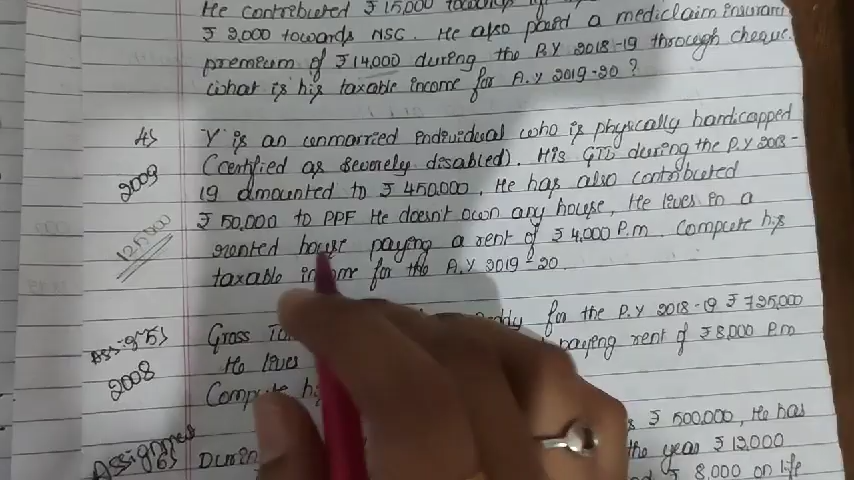 He contributed ₹ 15,000 towards
₹ 2,000 towards NSC. He also paid a mediclaim insuran
premium of ₹ 14,000 during the P.Y 2018-19 through cheque.
What is his taxable income for A.Y 2019-20 ?
'Y' is an unmarried individual who is physically handicapped
(certified as severely disabled). His GTI during the P.Y 2018-
2009
19 amounted to ₹ 450,000. He has also contributed
₹ 50,000 to PPF He doesn't own any house, He lives in a
125000
rented house paying a rent of ₹ 4,000 P.m. Compute his
taxable income for the A.Y 2019-20.
for the P.Y 2018-19 ₹ 725,000
Gross
paying rent of ₹ 8,000 P.m
2008
He lives
Compute hi
₹ 500,000, He has
the year ₹ 12,000
₹ 8,000 on life